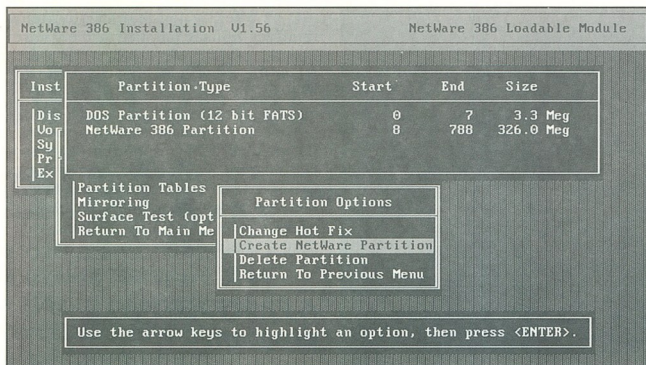 NetWare 386 Installation V1.56 NetWare 386 Loadable Module
Inst Partition Type Start End Size
Dis DOS Partition (12 bit FATS) 0 7 3.3 Meg
Vo NetWare 386 Partition 8 788 326.0 Meg
Sy
Pr
Ex
Partition Tables
Mirroring
Surface Test (opt
Return To Main Me
Partition Options
Change Hot Fix
Create NetWare Partition
Delete Partition
Return To Previous Menu
Use the arrow keys to highlight an option, then press <ENTER>.